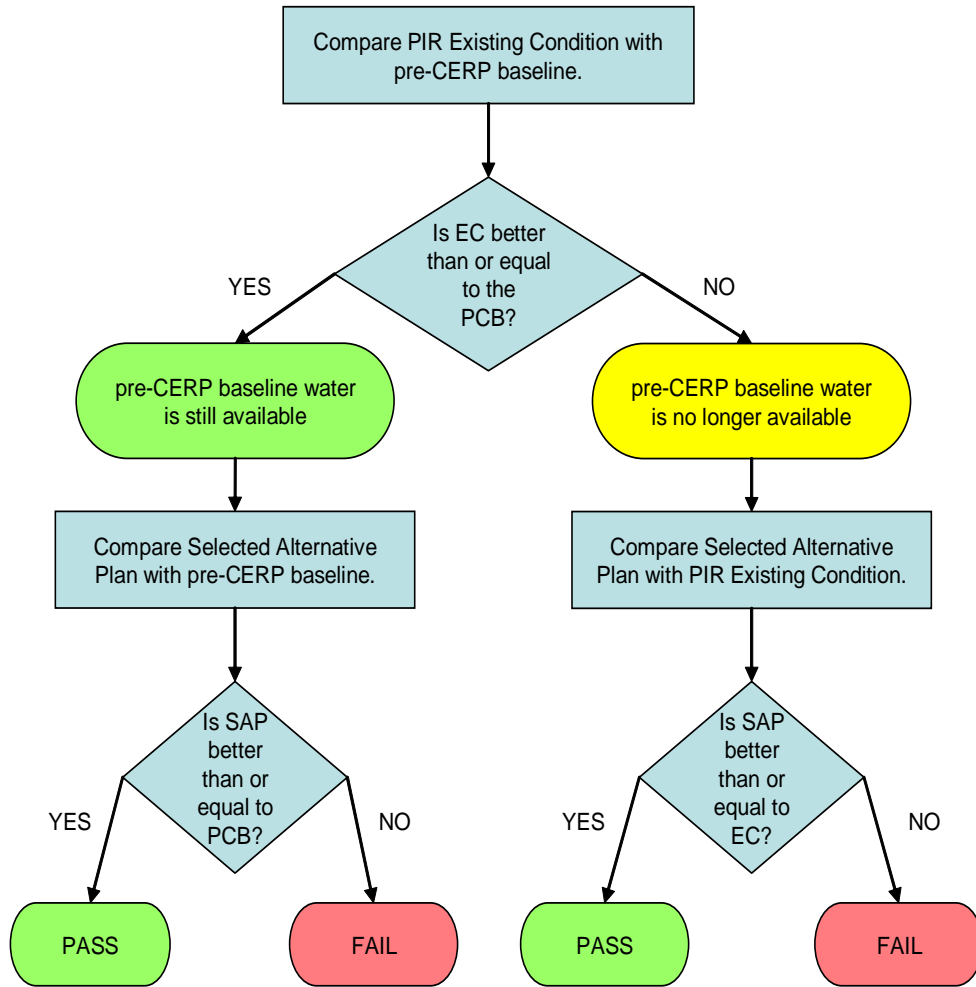 Compare PIR Existing Condition with
pre-CERP baseline.
Is EC better
than or equal
to the
PCB?
YES
NO
pre-CERP baseline water
is still available
pre-CERP baseline water
is no longer available
Compare Selected Alternative
Plan with pre-CERP baseline.
Compare Selected Alternative
Plan with PIR Existing Condition.
Is SAP
better
than or
equal to
PCB?
YES
NO
Is SAP
better
than or
equal to
EC?
YES
NO
PASS
FAIL
PASS
FAIL